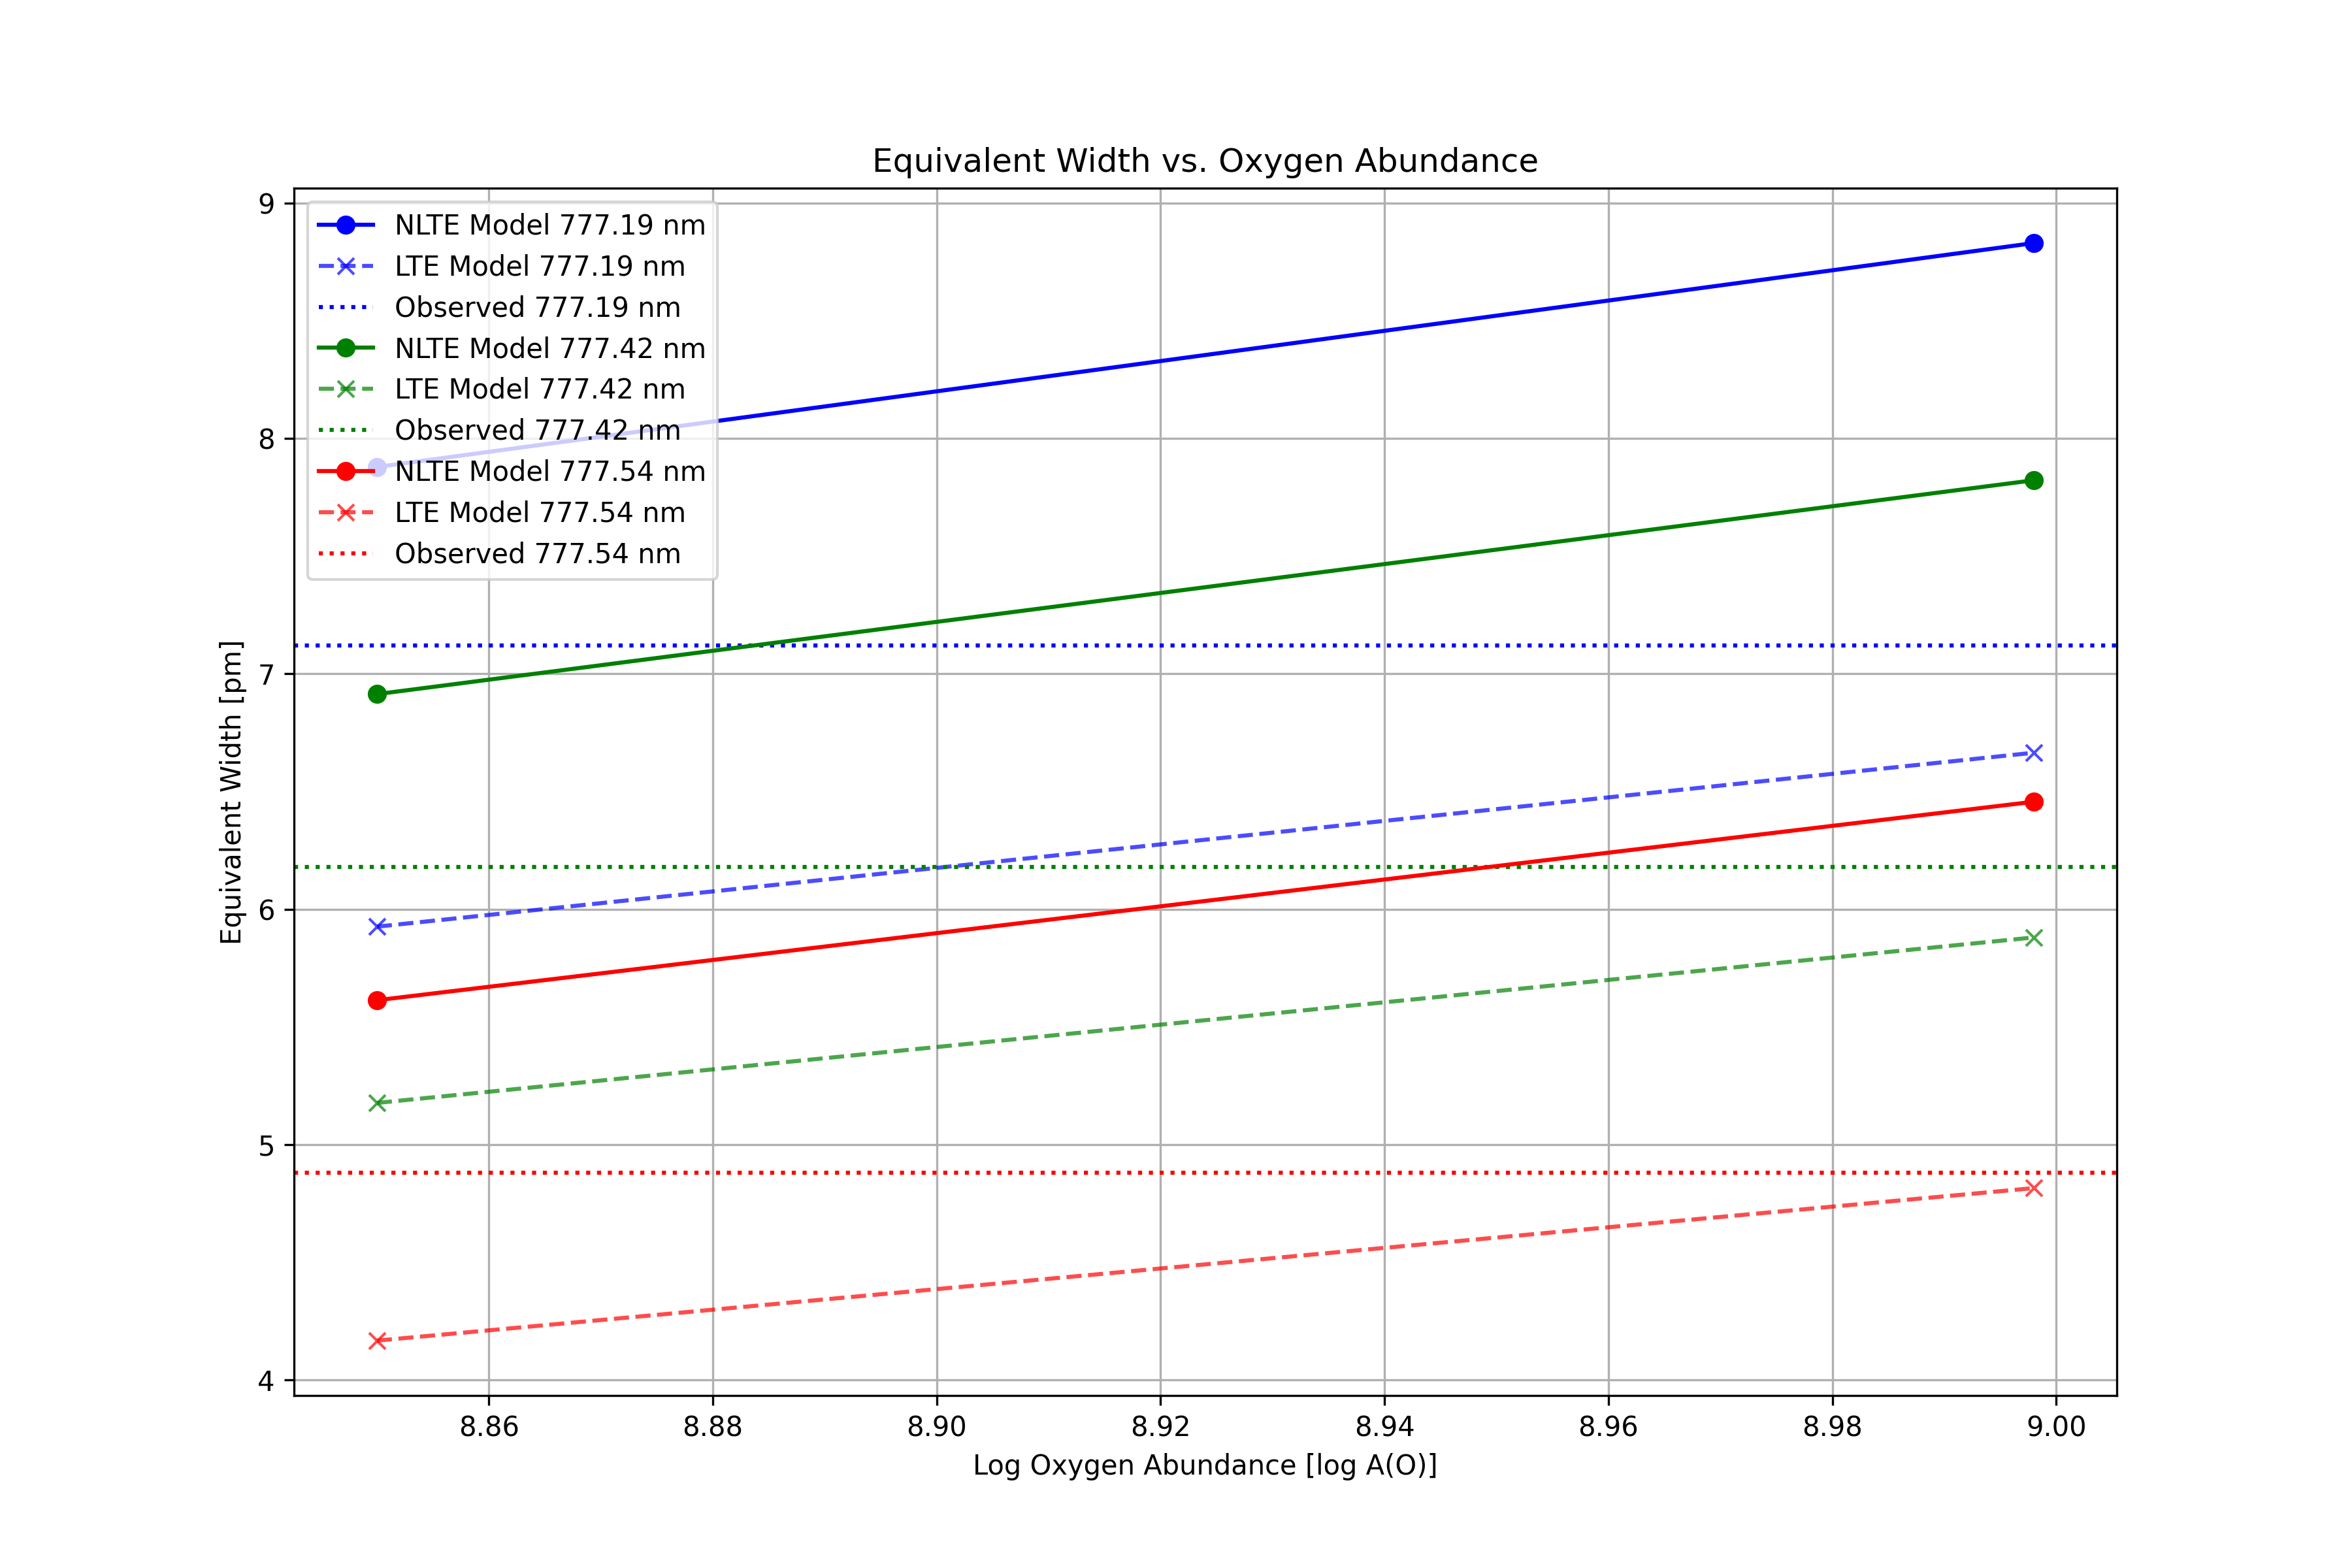 Equivalent Width vs. Oxygen Abundance
9
8
7
6
5
4
Equivalent Width [pm]
NLTE Model 777.19 nm
LTE Model 777.19 nm
Observed 777.19 nm
NLTE Model 777.42 nm
LTE Model 777.42 nm
Observed 777.42 nm
NLTE Model 777.54 nm
LTE Model 777.54 nm
Observed 777.54 nm
8.86 8.88 8.90 8.92 8.94 8.96 8.98 9.00
Log Oxygen Abundance [log A(O)]